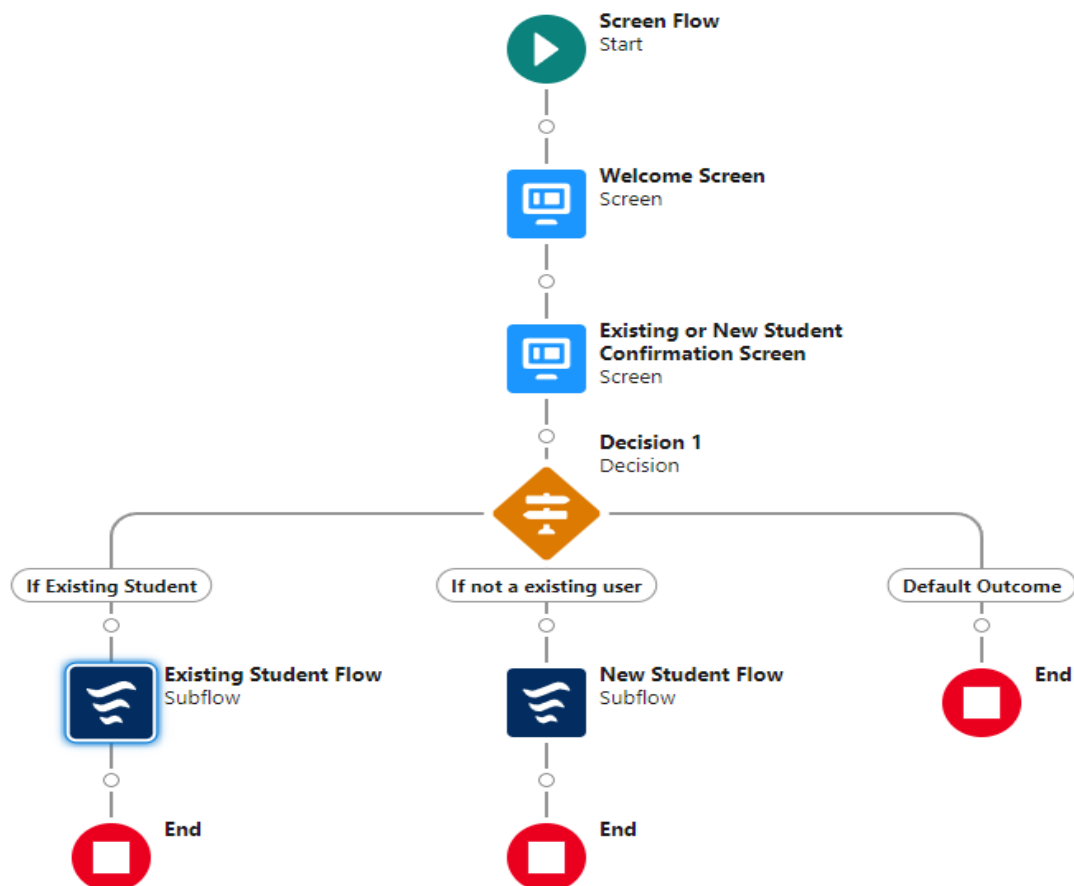 Screen Flow
Start
Welcome Screen
Screen
Existing or New Student
Confirmation Screen
Screen
Decision 1
Decision
If Existing Student
If not a existing user
Default Outcome
Existing Student Flow
Subflow
New Student Flow
Subflow
End
End
End